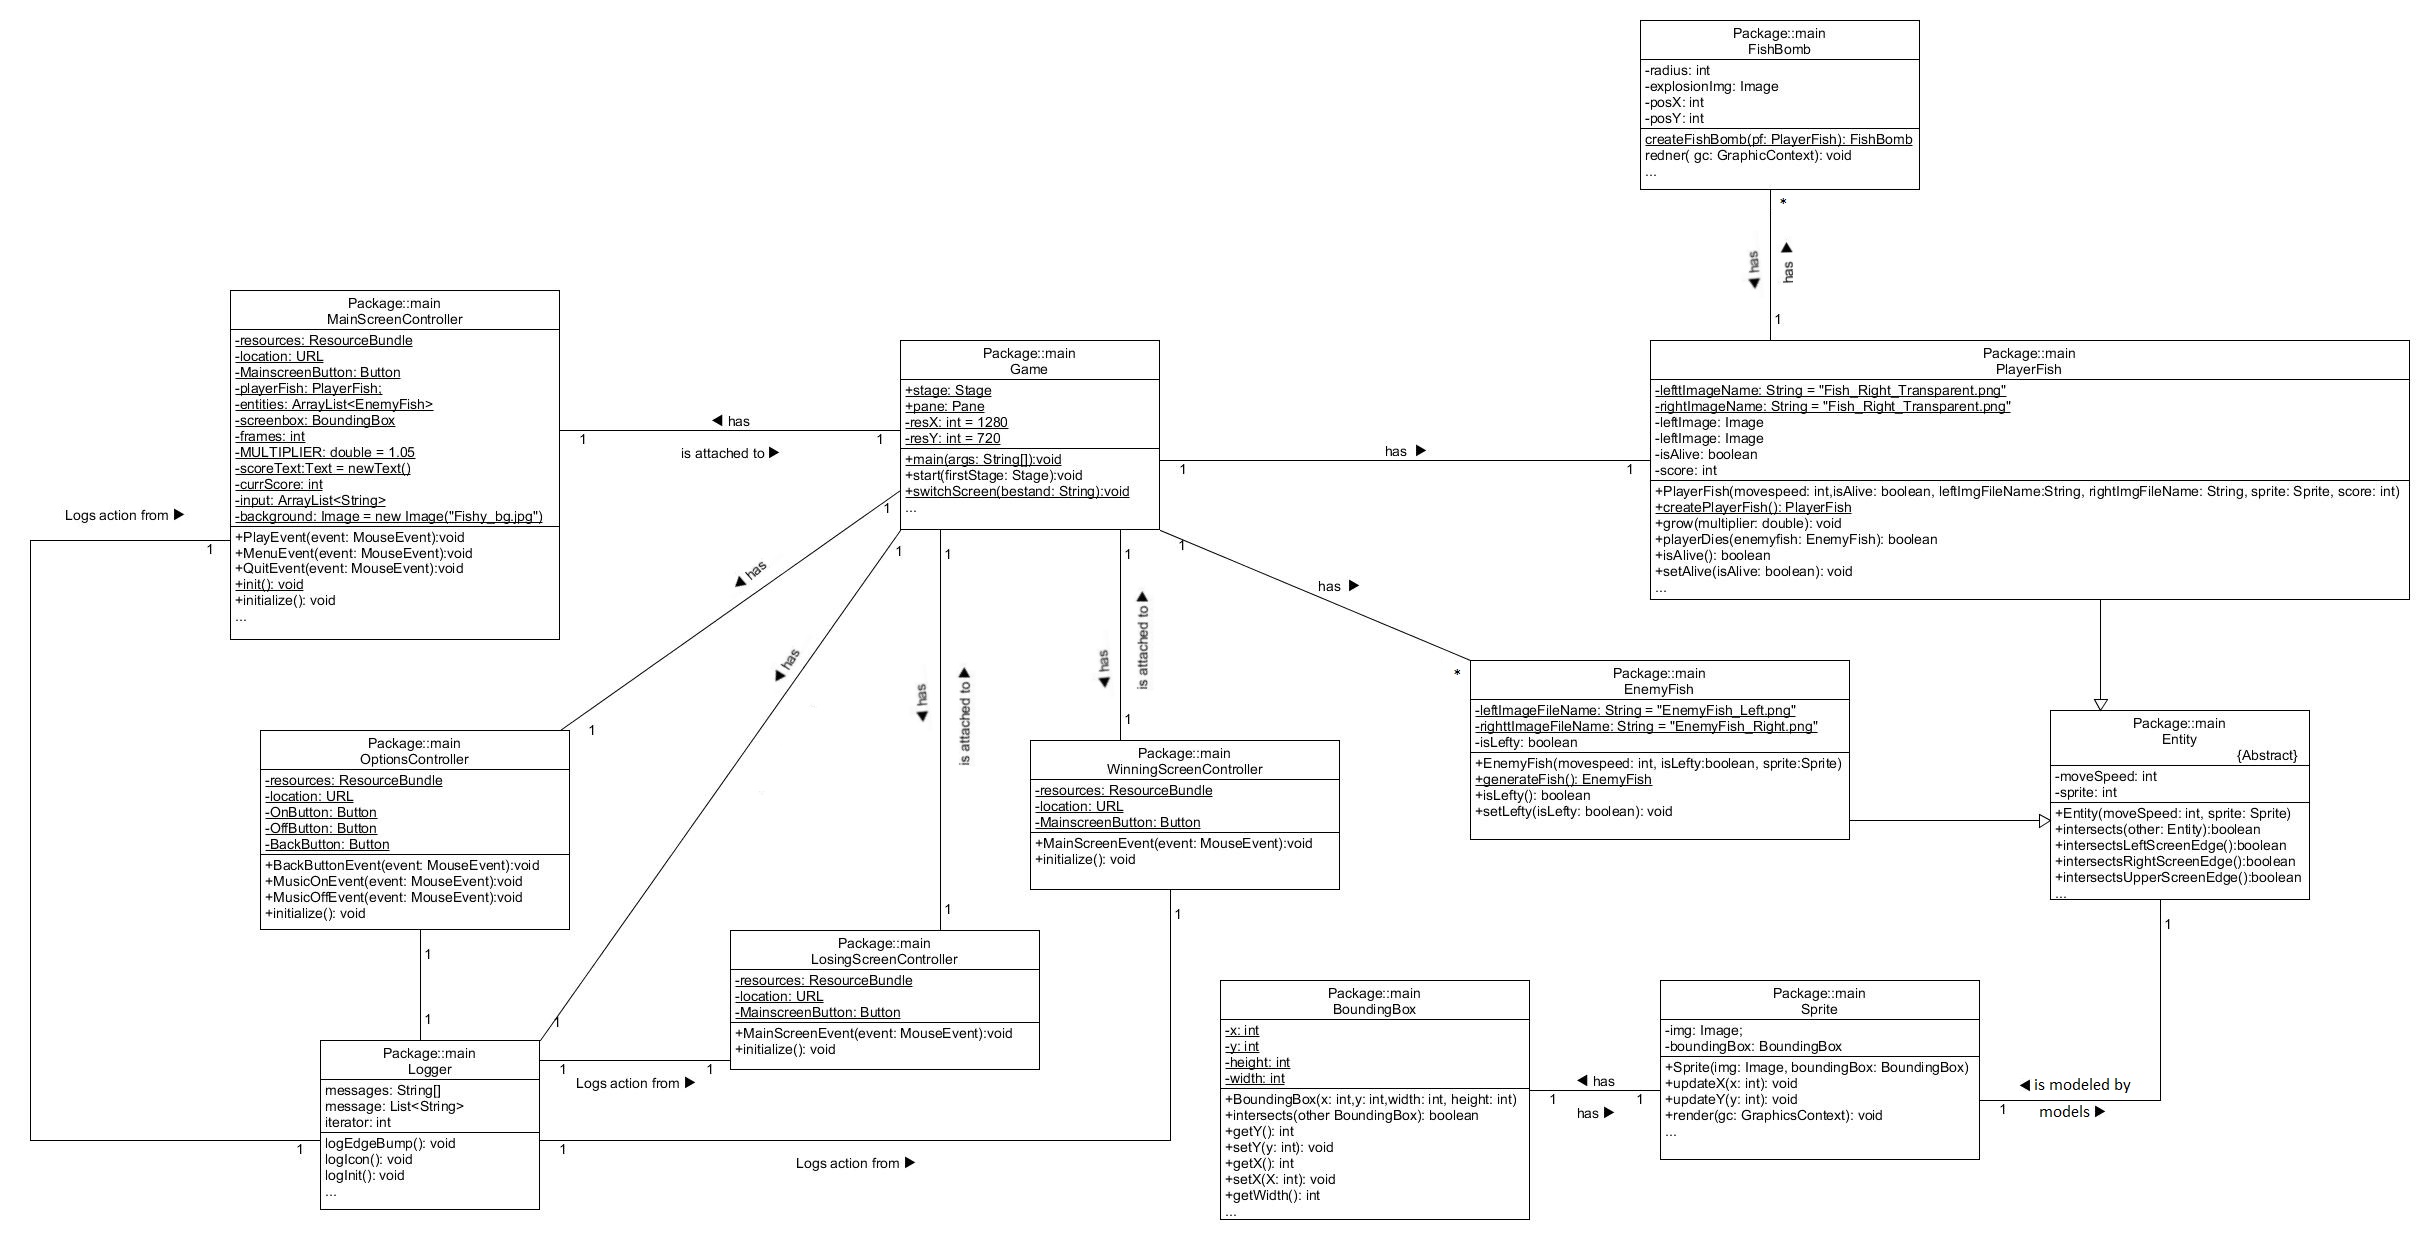 Package::main
FishBomb
-radius: int
-explosionImg: Image
-posX: int
-posY: int
createFishBomb(pf: PlayerFish): FishBomb
redner( gc: GraphicContext): void
...
*
◀ has
has ▶
1
Package::main
MainScreenController
-resources: ResourceBundle
-location: URL
-MainscreenButton: Button
-playerFish: PlayerFish;
-entities: ArrayList<EnemyFish>
-screenbox: BoundingBox
-frames: int
-MULTIPLIER: double = 1.05
-scoreText:Text = newText()
-currScore: int
-input: ArrayList<String>
-background: Image = new Image("Fishy_bg.jpg")
+PlayEvent(event: MouseEvent):void
+MenuEvent(event: MouseEvent):void
+QuitEvent(event: MouseEvent):void
+init(): void
+initialize(): void
...
◀ has
1
1
is attached to ▶
Package::main
Game
+stage: Stage
+pane: Pane
-resX: int = 1280
-resY: int = 720
+main(args: String[]):void
+start(firstStage: Stage):void
+switchScreen(bestand: String):void
...
has ▶
1
1
Package::main
PlayerFish
-lefttImageName: String = "Fish_Right_Transparent.png"
-rightImageName: String = "Fish_Right_Transparent.png"
-leftImage: Image
-leftImage: Image
-isAlive: boolean
-score: int
+PlayerFish(movespeed: int,isAlive: boolean, leftImgFileName:String, rightImgFileName: String, sprite: Sprite, score: int)
+createPlayerFish(): PlayerFish
+grow(multiplier: double): void
+playerDies(enemyfish: EnemyFish): boolean
+isAlive(): boolean
+setAlive(isAlive: boolean): void
...
Logs action from ▶
1
1
◀ has
1
1
◀ has
1
1
◀ has
is attached to ▶
1
1
◀ has
is attached to ▶
1
1
has ▶
*
Package::main
EnemyFish
-leftImageFileName: String = "EnemyFish_Left.png"
-righttImageFileName: String = "EnemyFish_Right.png"
-isLefty: boolean
+EnemyFish(movespeed: int, isLefty:boolean, sprite:Sprite)
+generateFish(): EnemyFish
+isLefty(): boolean
+setLefty(isLefty: boolean): void
Package::main
Entity
{Abstract}
-moveSpeed: int
-sprite: int
+Entity(moveSpeed: int, sprite: Sprite)
+intersects(other: Entity):boolean
+intersectsLeftScreenEdge():boolean
+intersectsRightScreenEdge():boolean
+intersectsUpperScreenEdge():boolean
...
Package::main
OptionsController
-resources: ResourceBundle
-location: URL
-OnButton: Button
-OffButton: Button
-BackButton: Button
+BackButtonEvent(event: MouseEvent):void
+MusicOnEvent(event: MouseEvent):void
+MusicOffEvent(event: MouseEvent):void
+initialize(): void
1
1
Package::main
WinningScreenController
-resources: ResourceBundle
-location: URL
-MainscreenButton: Button
+MainScreenEvent(event: MouseEvent):void
+initialize(): void
1
Package::main
LosingScreenController
-resources: ResourceBundle
-location: URL
-MainscreenButton: Button
+MainScreenEvent(event: MouseEvent):void
+initialize(): void
Package::main
Logger
messages: String[]
message: List<String>
iterator: int
logEdgeBump(): void
logIcon(): void
logInit(): void
...
1
1
1
Logs action from ▶
1
Logs action from ▶
Package::main
BoundingBox
-x: int
-y: int
-height: int
-width: int
+BoundingBox(x: int,y: int,width: int, height: int)
+intersects(other BoundingBox): boolean
+getY(): int
+setY(y: int): void
+getX(): int
+setX(X: int): void
+getWidth(): int
...
◀ has
1
1
has ▶
Package::main
Sprite
-img: Image;
-boundingBox: BoundingBox
+Sprite(img: Image, boundingBox: BoundingBox)
+updateX(x: int): void
+updateY(y: int): void
+render(gc: GraphicsContext): void
...
1
◀ is modeled by
1
models ▶